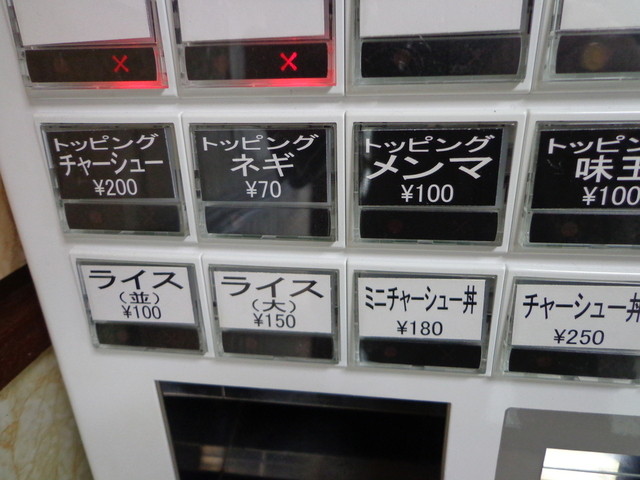 × ×
トッピング トッピング トッピング トッピン
チャーシュー ネギ メンマ 味玉
¥200 ¥70 ¥100 ¥100
ライス ライス ミニチャーシュー丼 チャーシュー丼
(並) (大)
¥100 ¥150 ¥180 ¥250